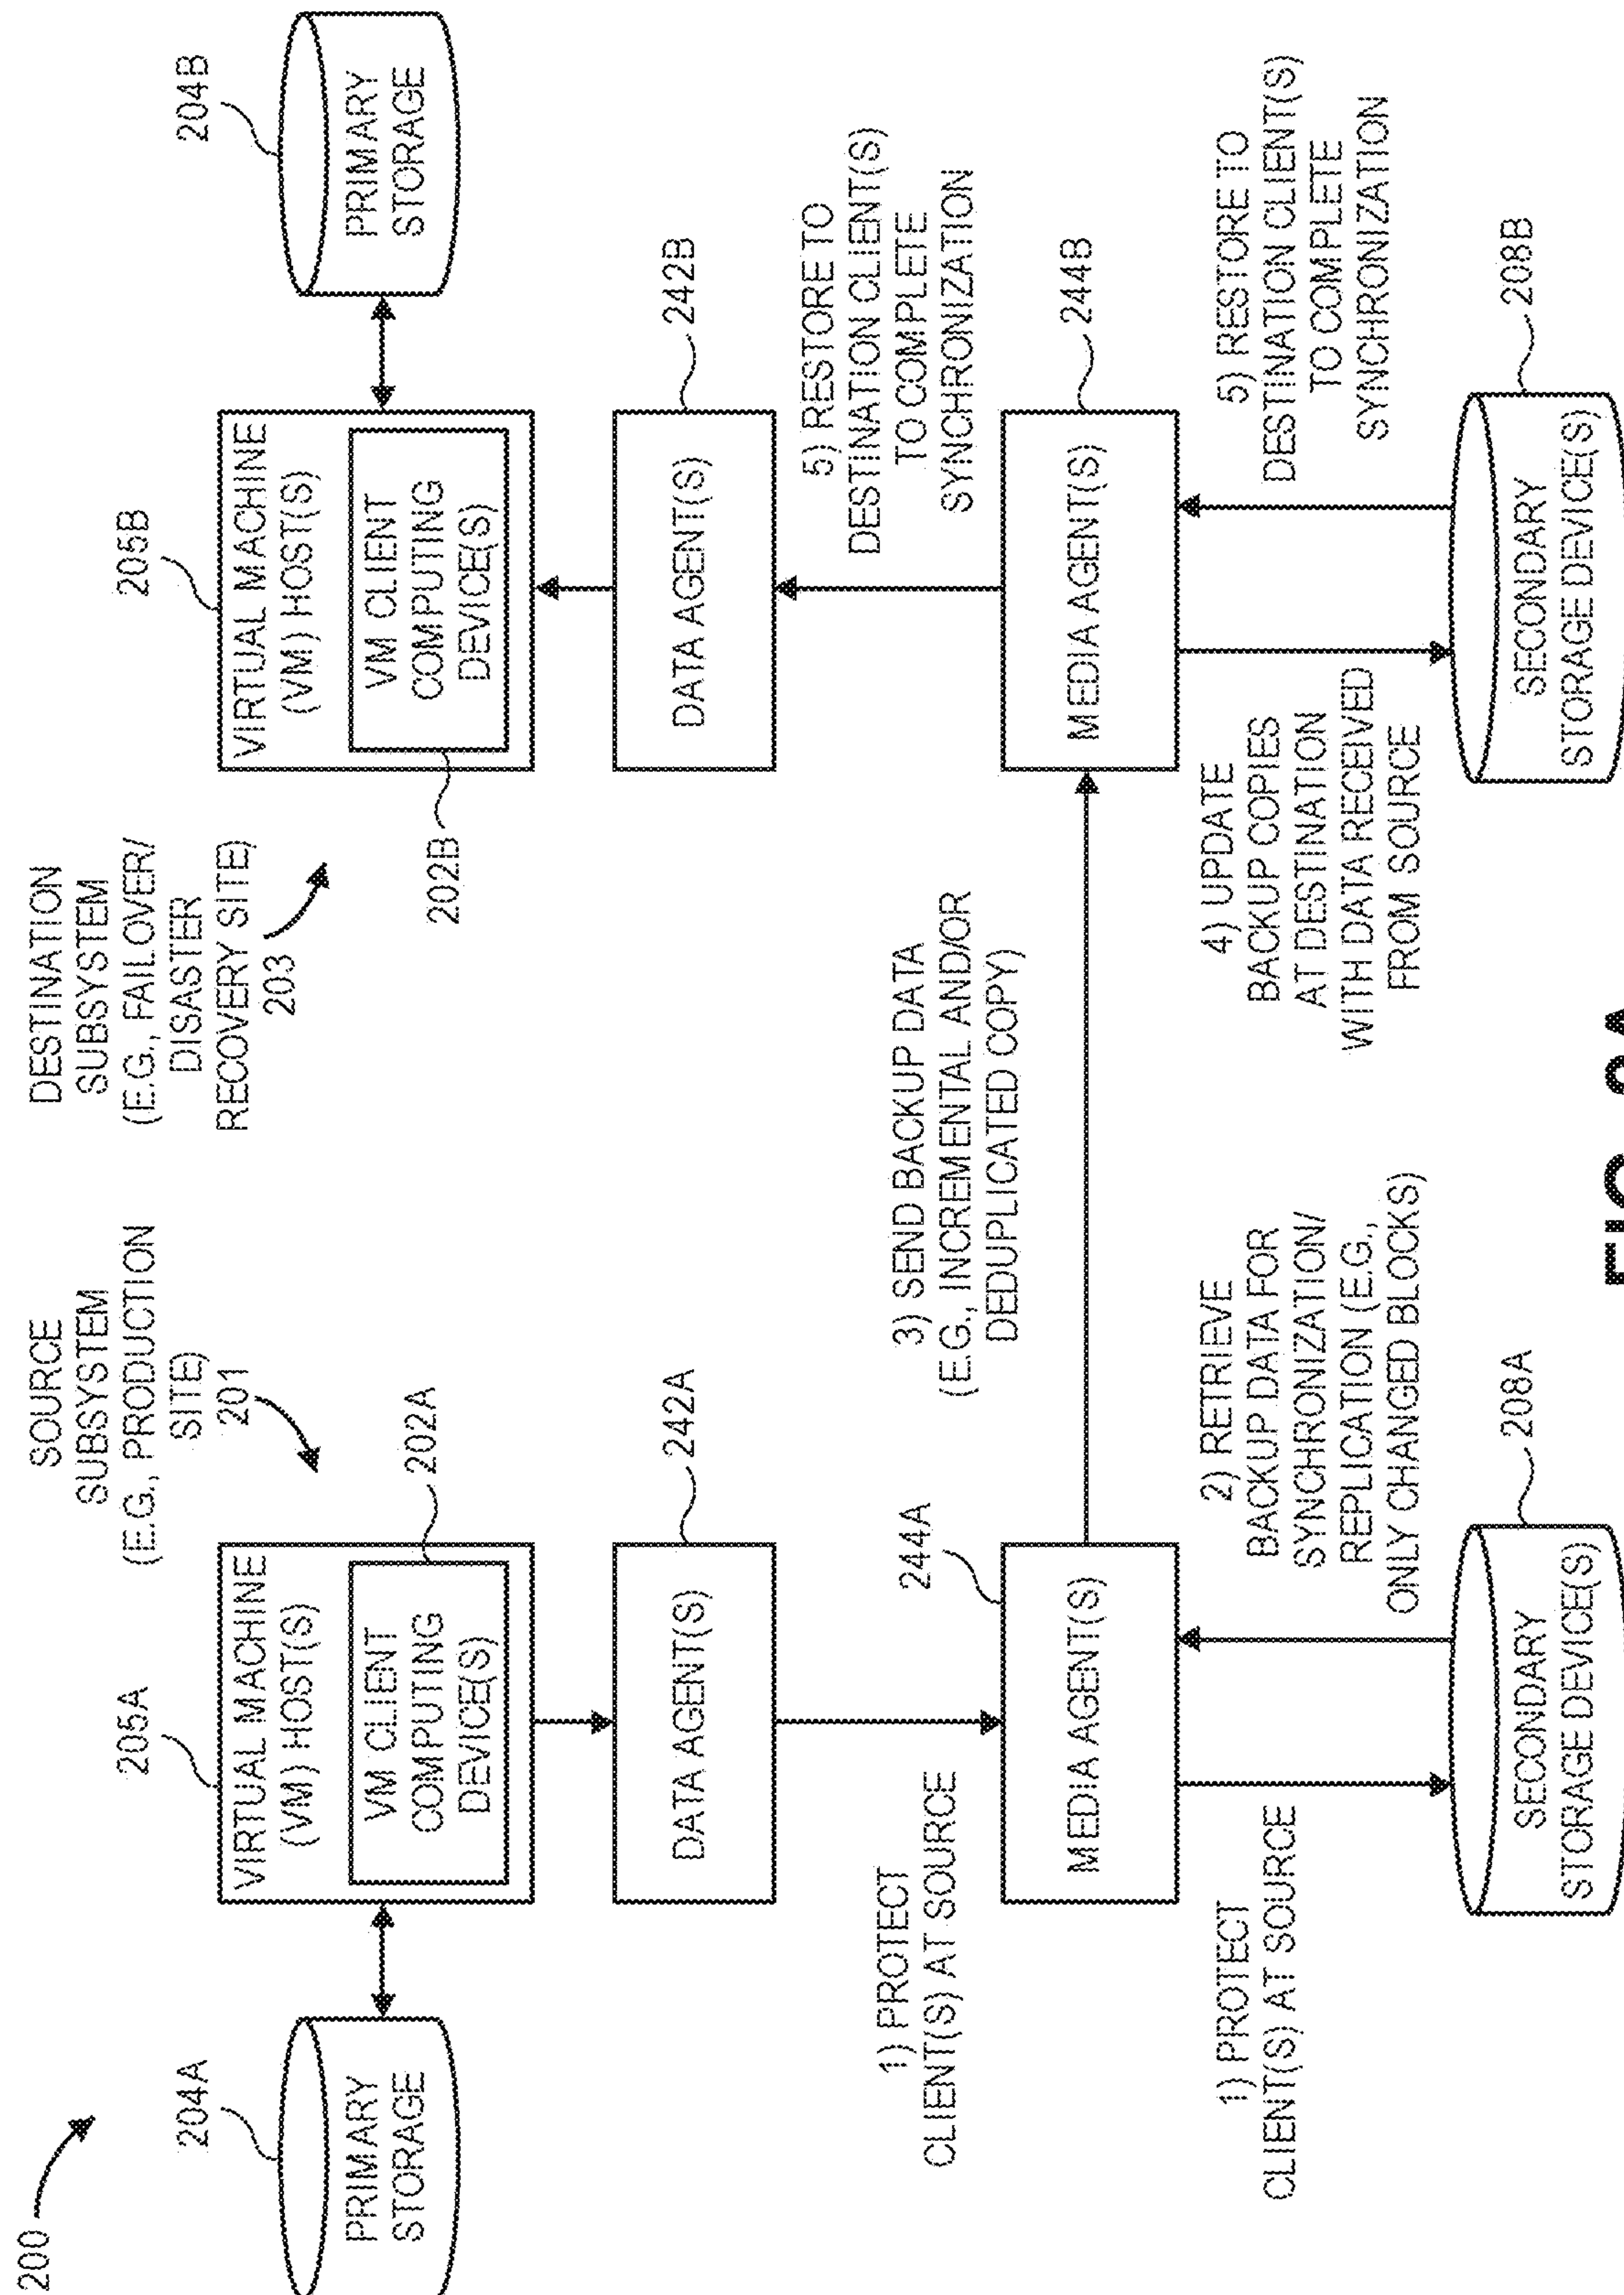 200
SOURCE
SUBSYSTEM
(E.G., PRODUCTION
SITE)
201
DESTINATION
SUBSYSTEM
(E.G., FAILOVER/
DISASTER
RECOVERY SITE)
203
204A
PRIMARY
STORAGE
205A
VIRTUAL MACHINE
(VM) HOST(S)
VM CLIENT
COMPUTING
DEVICE(S)
202A
205B
VIRTUAL MACHINE
(VM) HOST(S)
VM CLIENT
COMPUTING
DEVICE(S)
202B
204B
PRIMARY
STORAGE
DATA AGENT(S)
242A
DATA AGENT(S)
242B
1) PROTECT
CLIENT(S) AT SOURCE
3) SEND BACKUP DATA
(E.G., INCREMENTAL AND/OR
DEDUPLICATED COPY)
5) RESTORE TO
DESTINATION CLIENT(S)
TO COMPLETE
SYNCHRONIZATION
244A
MEDIA AGENT(S)
MEDIA AGENT(S)
244B
1) PROTECT
CLIENT(S) AT SOURCE
2) RETRIEVE
BACKUP DATA FOR
SYNCHRONIZATION/
REPLICATION (E.G.,
ONLY CHANGED BLOCKS)
4) UPDATE
BACKUP COPIES
AT DESTINATION
WITH DATA RECEIVED
FROM SOURCE
5) RESTORE TO
DESTINATION CLIENT(S)
TO COMPLETE
SYNCHRONIZATION
SECONDARY
STORAGE DEVICE(S)
208A
SECONDARY
STORAGE DEVICE(S)
208B
FIG.